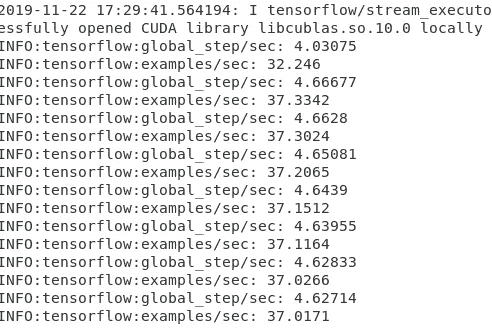 2019-11-22 17:29:41.564194: I tensorflow/stream_executo
essfully opened CUDA library libcublas.so.10.0 locally
INFO:tensorflow:global_step/sec: 4.03075
INFO:tensorflow:examples/sec: 32.246
INFO:tensorflow:global_step/sec: 4.66677
INFO:tensorflow:examples/sec: 37.3342
INFO:tensorflow:global_step/sec: 4.6628
INFO:tensorflow:examples/sec: 37.3024
INFO:tensorflow:global_step/sec: 4.65081
INFO:tensorflow:examples/sec: 37.2065
INFO:tensorflow:global_step/sec: 4.6439
INFO:tensorflow:examples/sec: 37.1512
INFO:tensorflow:global_step/sec: 4.63955
INFO:tensorflow:examples/sec: 37.1164
INFO:tensorflow:global_step/sec: 4.62833
INFO:tensorflow:examples/sec: 37.0266
INFO:tensorflow:global_step/sec: 4.62714
INFO:tensorflow:examples/sec: 37.0171